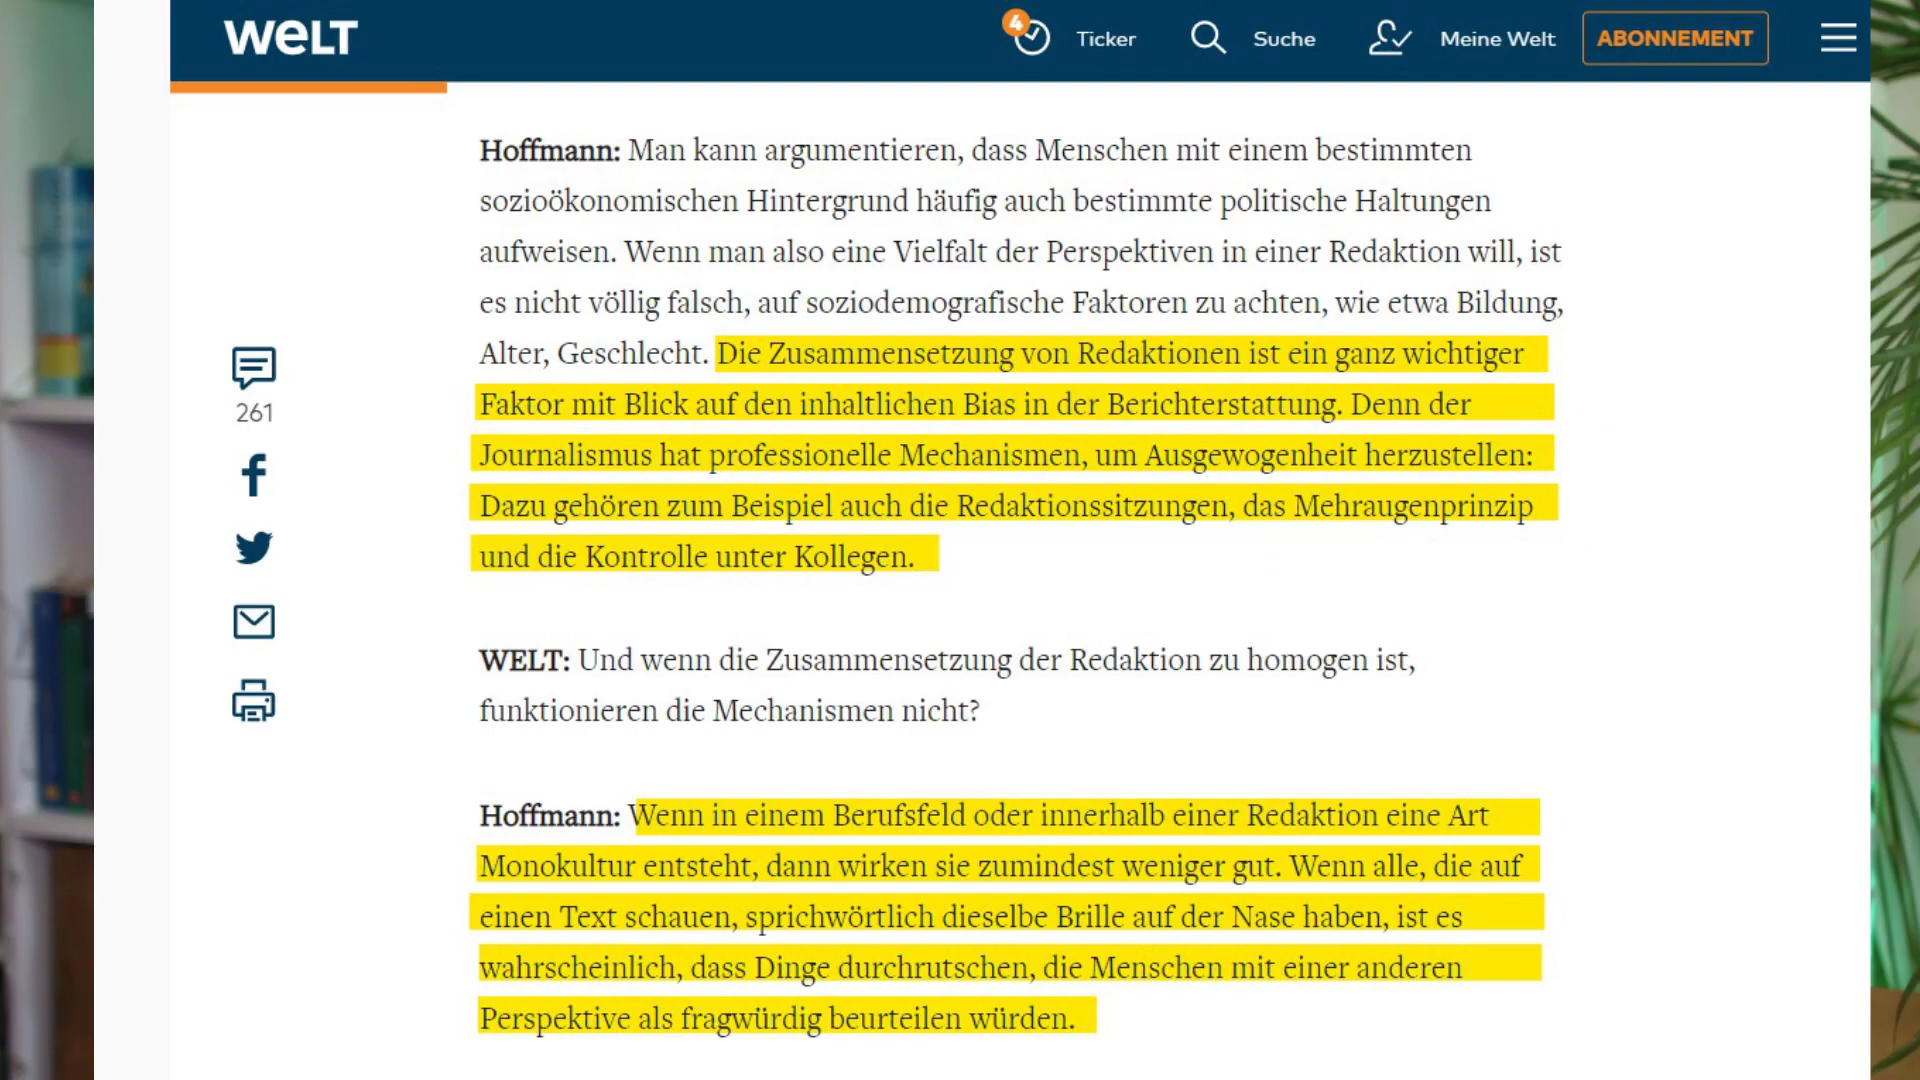 WELT
4
Ticker
Suche
Meine Welt
ABONNEMENT
Hoffmann: Man kann argumentieren, dass Menschen mit einem bestimmten
sozioökonomischen Hintergrund häufig auch bestimmte politische Haltungen
aufweisen. Wenn man also eine Vielfalt der Perspektiven in einer Redaktion will, ist
es nicht völlig falsch, auf soziodemografische Faktoren zu achten, wie etwa Bildung,
Alter, Geschlecht. Die Zusammensetzung von Redaktionen ist ein ganz wichtiger
Faktor mit Blick auf den inhaltlichen Bias in der Berichterstattung. Denn der
Journalismus hat professionelle Mechanismen, um Ausgewogenheit herzustellen:
Dazu gehören zum Beispiel auch die Redaktionssitzungen, das Mehraugenprinzip
und die Kontrolle unter Kollegen.
261
WELT: Und wenn die Zusammensetzung der Redaktion zu homogen ist,
funktionieren die Mechanismen nicht?
Hoffmann: Wenn in einem Berufsfeld oder innerhalb einer Redaktion eine Art
Monokultur entsteht, dann wirken sie zumindest weniger gut. Wenn alle, die auf
einen Text schauen, sprichwörtlich dieselbe Brille auf der Nase haben, ist es
wahrscheinlich, dass Dinge durchrutschen, die Menschen mit einer anderen
Perspektive als fragwürdig beurteilen würden.